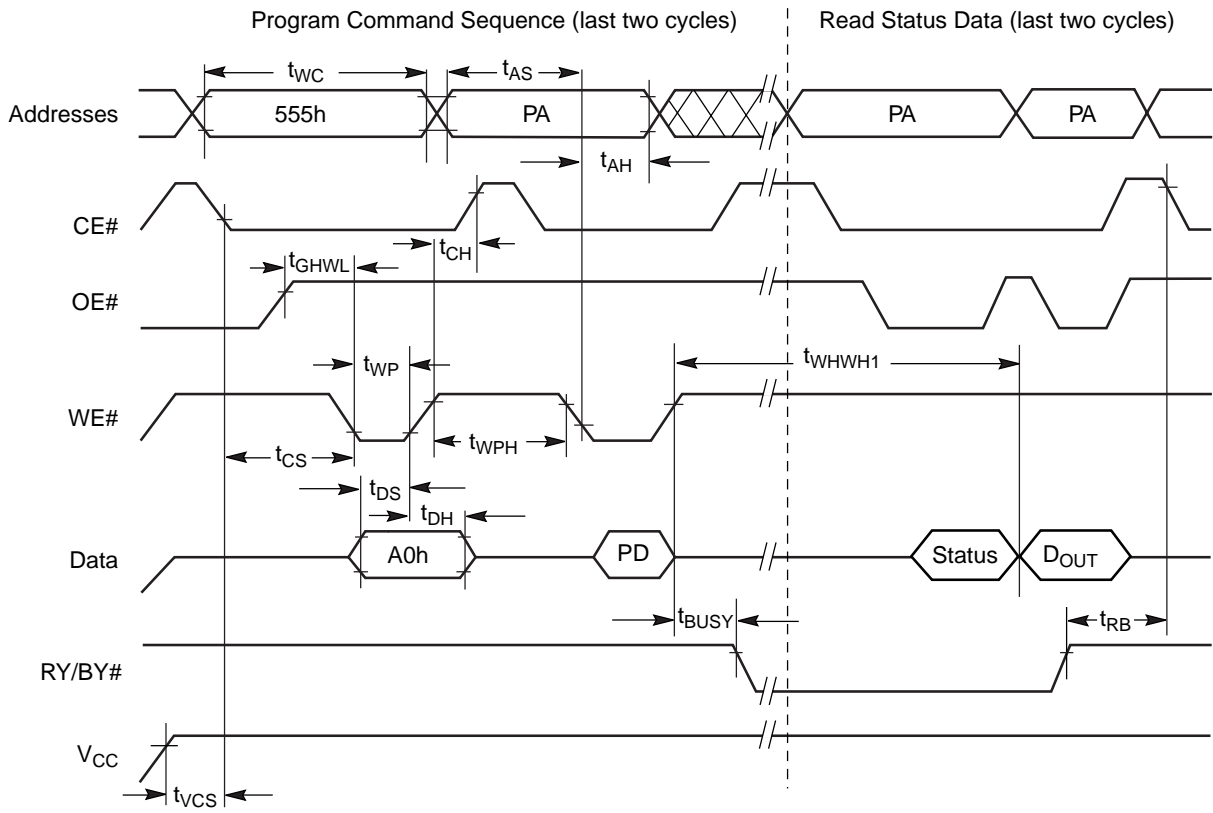 Program Command Sequence (last two cycles)
Read Status Data (last two cycles)
tWC
tAS
Addresses
555h
PA
PA
PA
tAH
CE#
tCH
tGHWL
OE#
tWP
tWHWH1
WE#
tWPH
tCS
tDS
tDH
Data
A0h
PD
Status
DOUT
tBUSY
tRB
RY/BY#
VCC
tVCS